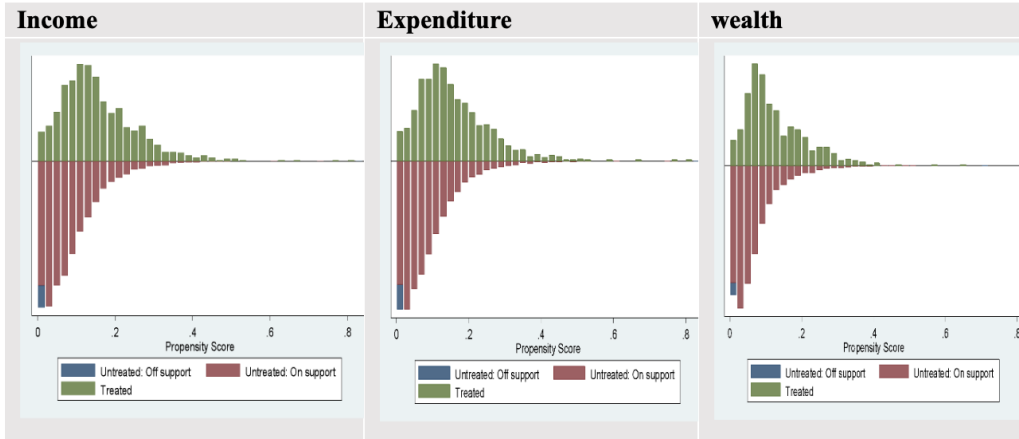 Income
0 .2 .4 .6 .8
Propensity Score
Untreated: Off support Untreated: On support
Treated
Expenditure
0 .2 .4 .6 .8
Propensity Score
Untreated: Off support Untreated: On support
Treated
wealth
0 .2 .4 .6 .8
Propensity Score
Untreated: Off support Untreated: On support
Treated